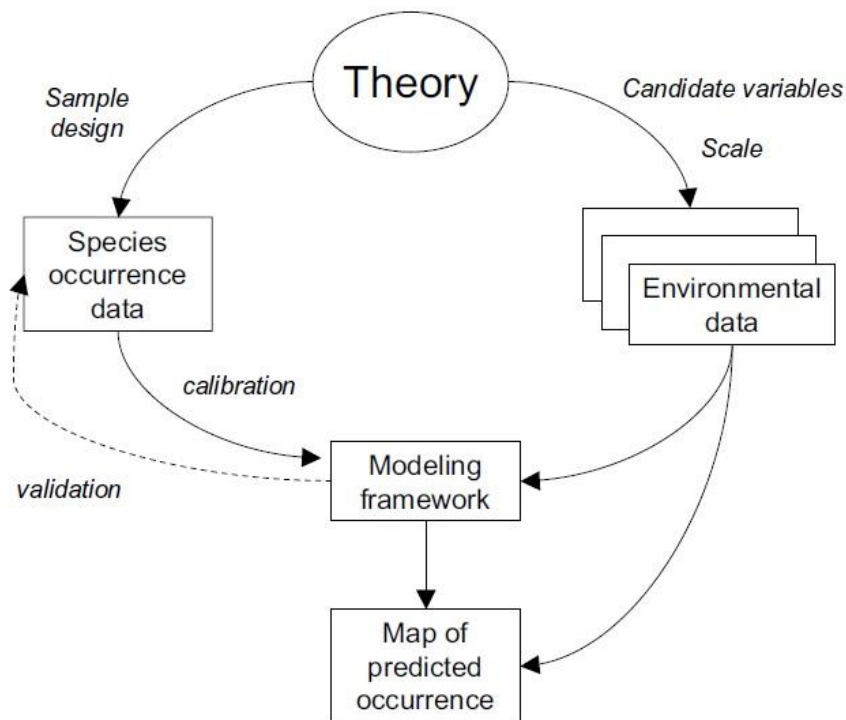 Theory
Sample
design
Candidate variables
Scale
Species
occurrence
data
Environmental
data
calibration
validation
Modeling
framework
Map of
predicted
occurrence